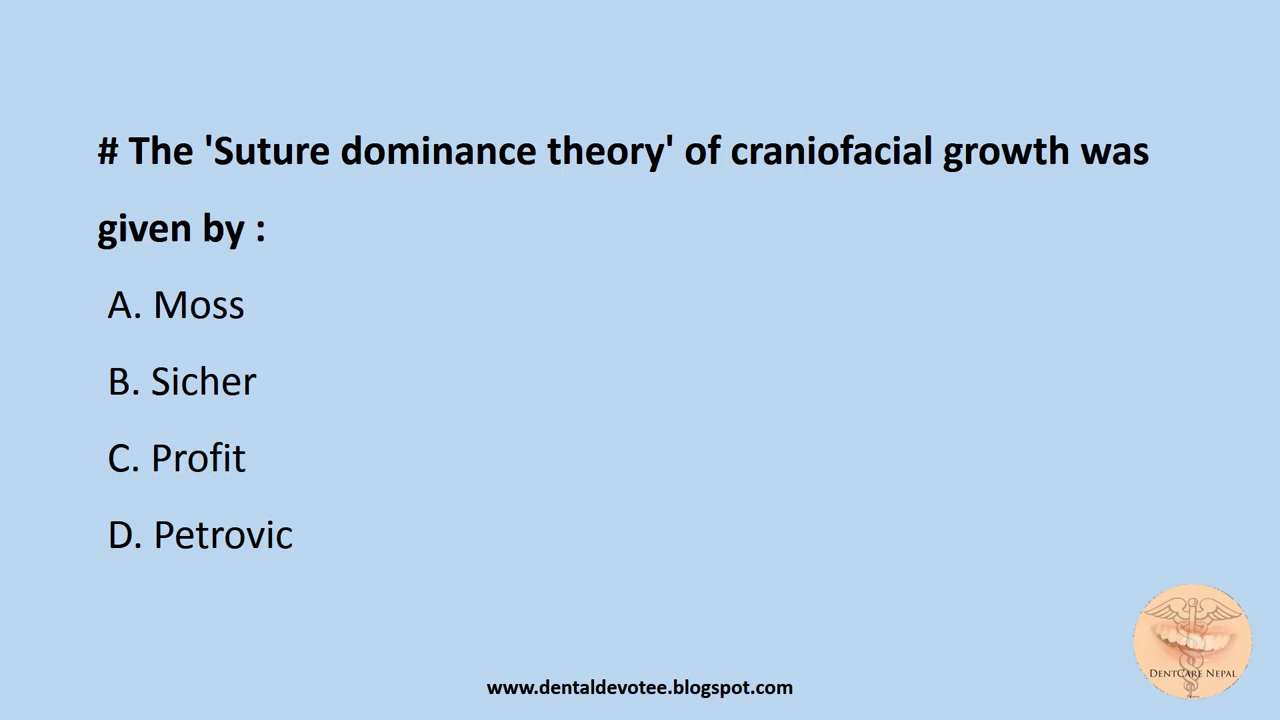 # The 'Suture dominance theory' of craniofacial growth was
given by :
A. Moss
B. Sicher
C. Profit
D. Petrovic
DENTCARE NEPAL
www.dentaldevotee.blogspot.com